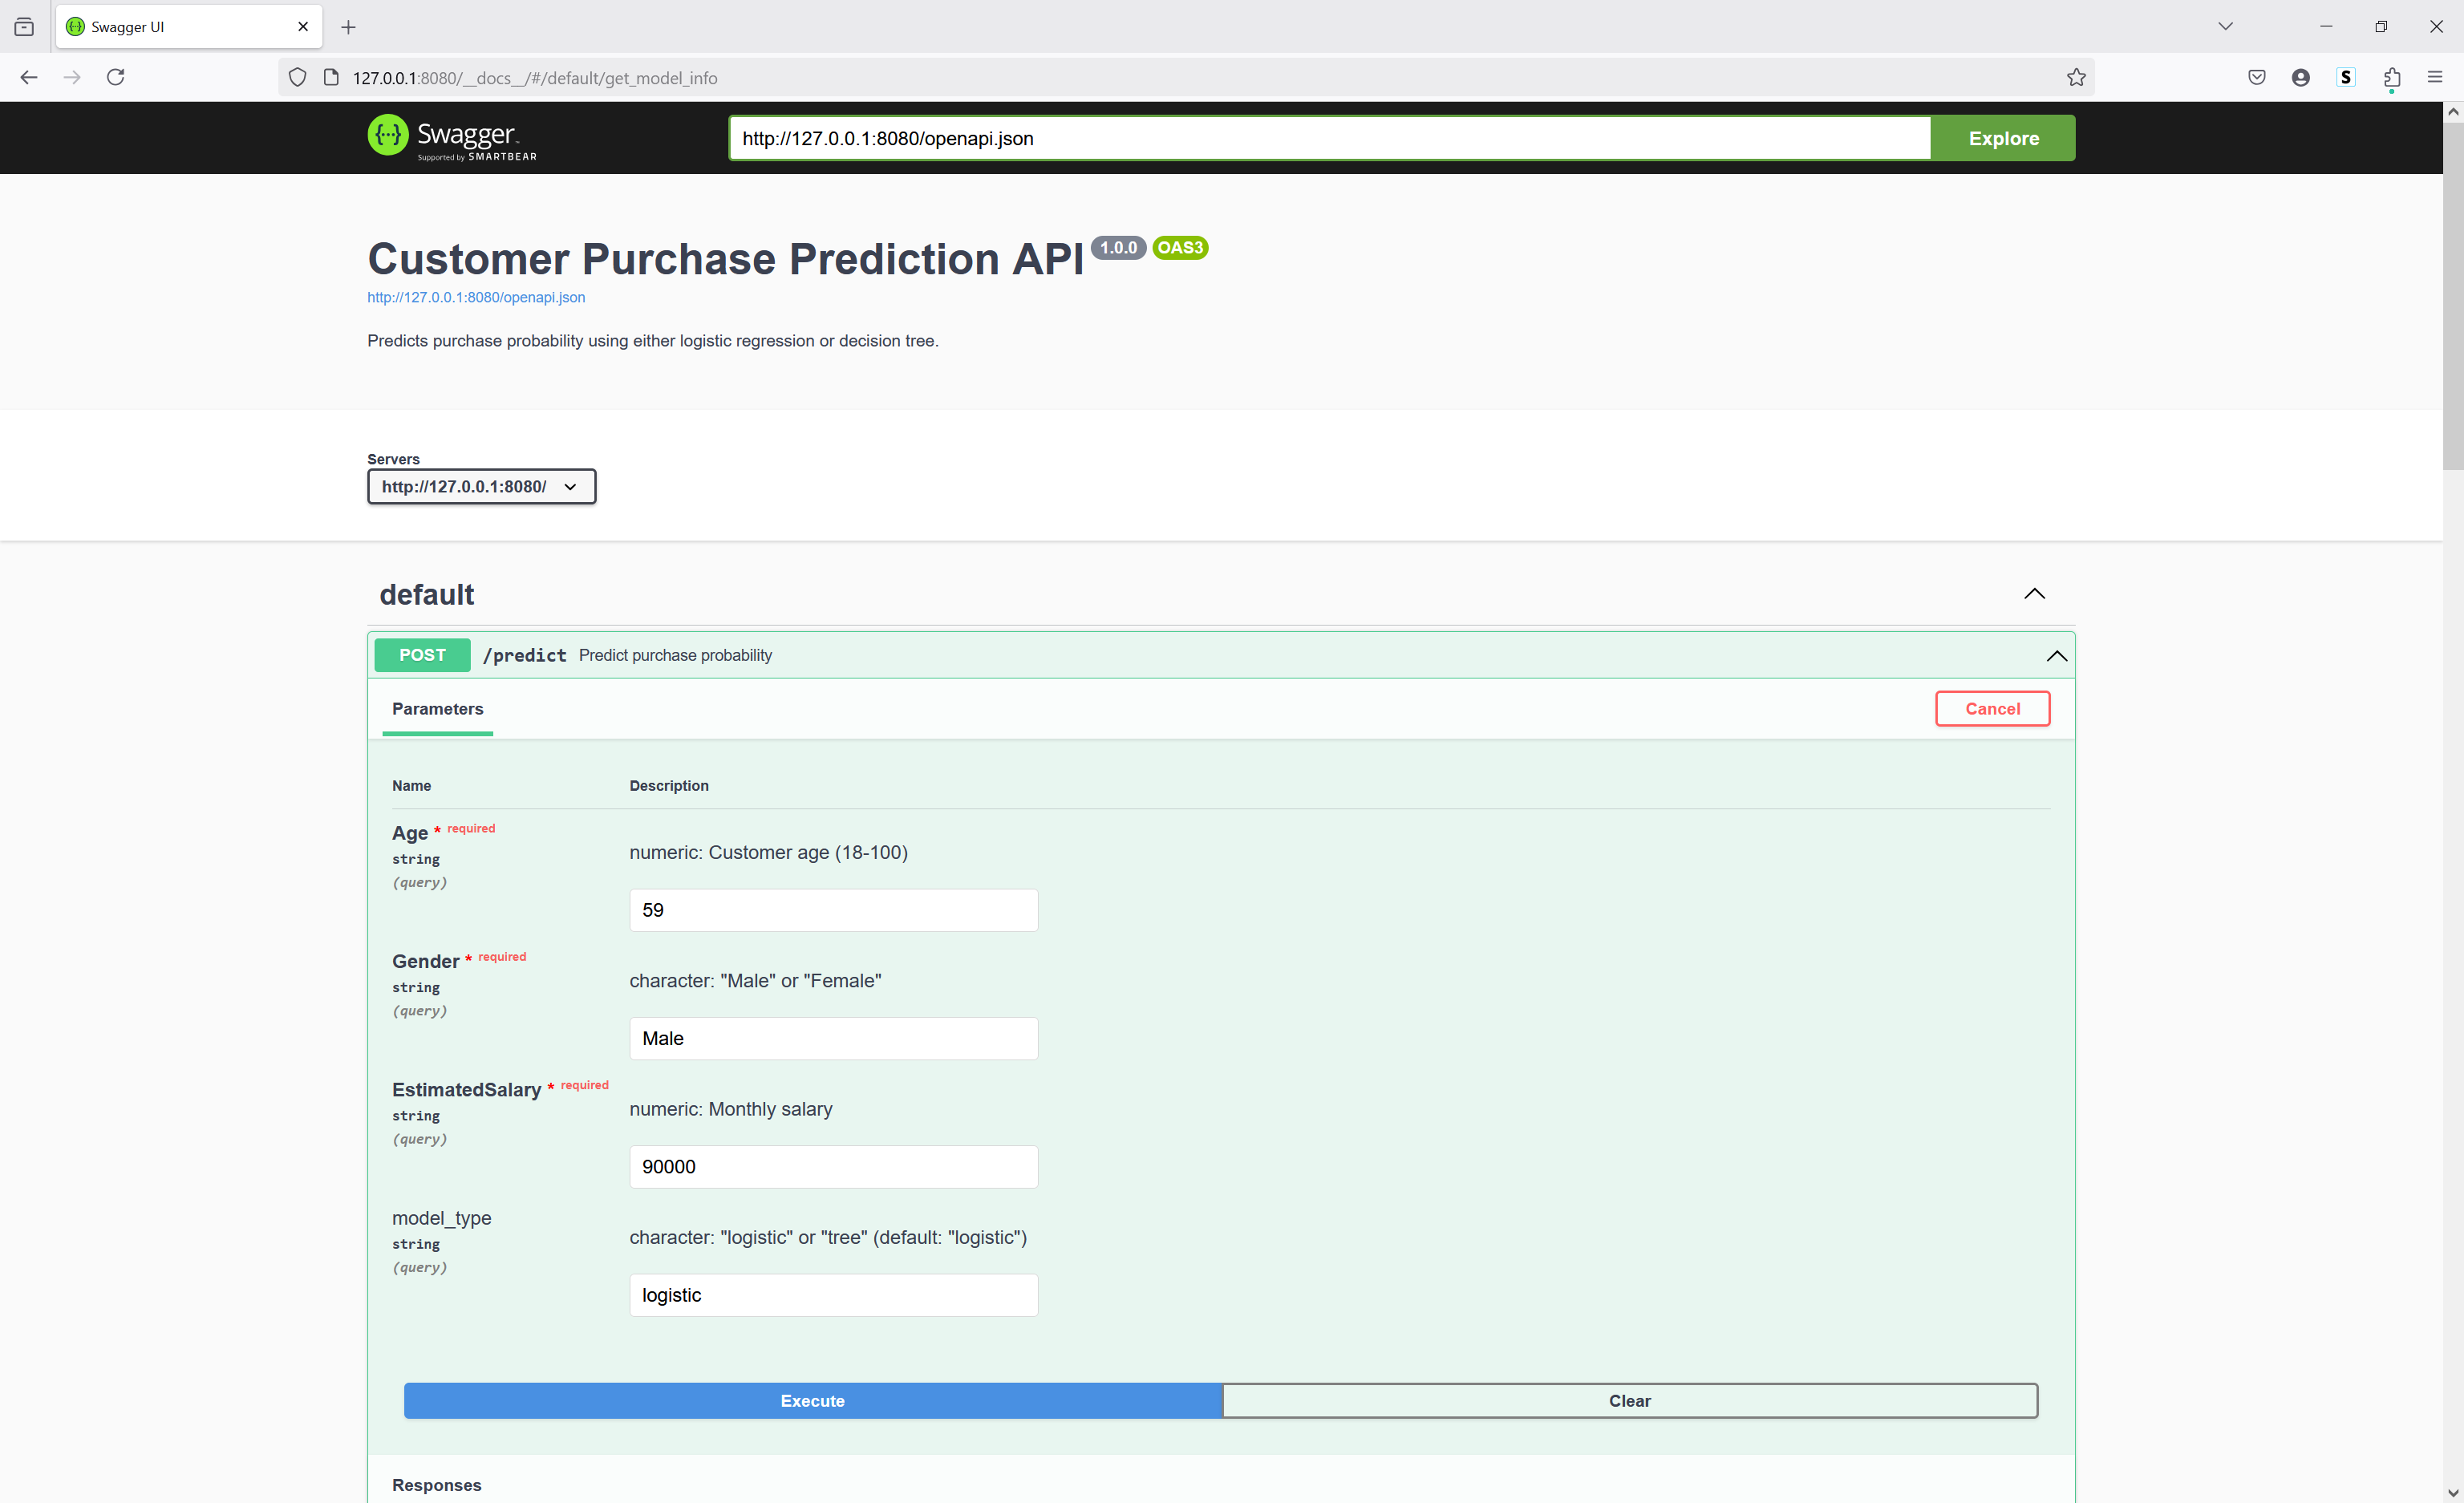 Swagger UI
127.0.0.1:8080/__docs__/#/default/get_model_info
S
{···} Swagger™
Supported by SMARTBEAR
http://127.0.0.1:8080/openapi.json
Explore
Customer Purchase Prediction API 1.0.0 OAS3
http://127.0.0.1:8080/openapi.json
Predicts purchase probability using either logistic regression or decision tree.
Servers
http://127.0.0.1:8080/
default
POST /predict Predict purchase probability
Parameters
Cancel
Name Description
Age * required
string
(query)
numeric: Customer age (18-100)
59
Gender * required
string
(query)
character: "Male" or "Female"
Male
EstimatedSalary * required
string
(query)
numeric: Monthly salary
90000
model_type
string
(query)
character: "logistic" or "tree" (default: "logistic")
logistic
Execute
Clear
Responses